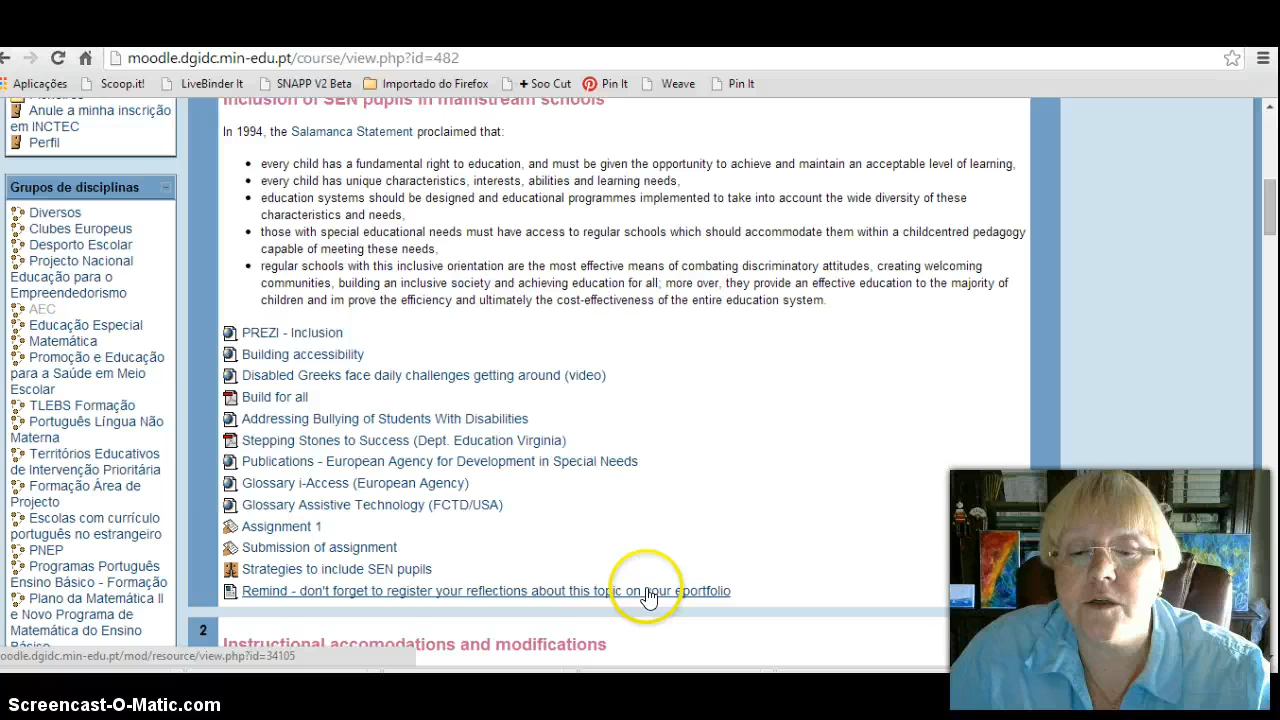 moodle.dgidc.min-edu.pt/course/view.php?id=482
Aplicações Scoop.it! LiveBinder It SNAPP V2 Beta Importado do Firefox + Soo Cut Pin It Weave Pin It
Anule a minha inscrição
em INCTEC
Perfil
Grupos de disciplinas
Diversos
Clubes Europeus
Desporto Escolar
Projecto Nacional
Educação para o
Empreendedorismo
AEC
Educação Especial
Matemática
Promoção e Educação
para a Saúde em Meio
Escolar
TLEBS Formação
Português Língua Não
Materna
Territórios Educativos
de Intervenção Prioritária
Formação Área de
Projecto
Escolas com currículo
português no estrangeiro
PNEP
Programas Português
Ensino Básico - Formação
Plano da Matemática II
e Novo Programa de
Matemática do Ensino
Básico
Inclusion of SEN pupils in mainstream schools
In 1994, the Salamanca Statement proclaimed that:
• every child has a fundamental right to education, and must be given the opportunity to achieve and maintain an acceptable level of learning,
• every child has unique characteristics, interests, abilities and learning needs,
• education systems should be designed and educational programmes implemented to take into account the wide diversity of these
characteristics and needs,
• those with special educational needs must have access to regular schools which should accommodate them within a childcentred pedagogy
capable of meeting these needs,
• regular schools with this inclusive orientation are the most effective means of combating discriminatory attitudes, creating welcoming
communities, building an inclusive society and achieving education for all; more over, they provide an effective education to the majority of
children and im prove the efficiency and ultimately the cost-effectiveness of the entire education system.
PREZI - Inclusion
Building accessibility
Disabled Greeks face daily challenges getting around (video)
Build for all
Addressing Bullying of Students With Disabilities
Stepping Stones to Success (Dept. Education Virginia)
Publications - European Agency for Development in Special Needs
Glossary i-Access (European Agency)
Glossary Assistive Technology (FCTD/USA)
Assignment 1
Submission of assignment
Strategies to include SEN pupils
Remind - don't forget to register your reflections about this topic on your eportfolio
2
Instructional accomodations and modifications
oodle.dgidc.min-edu.pt/mod/resource/view.php?id=34105
Screencast-O-Matic.com